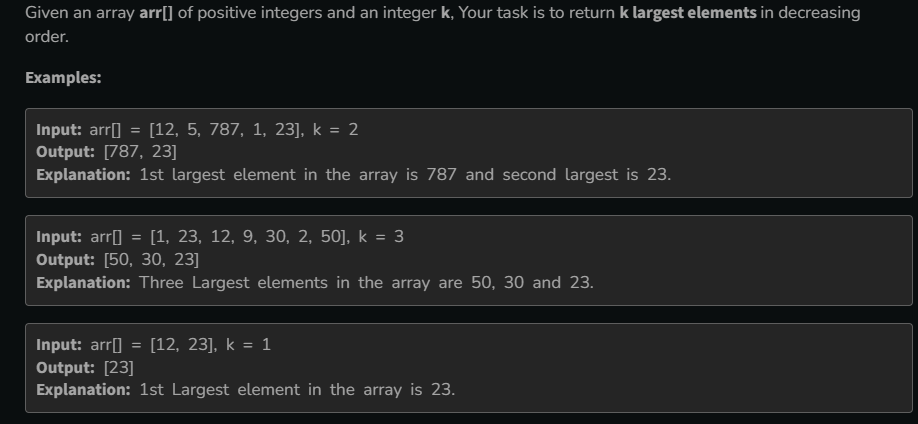 Given an array arr[] of positive integers and an integer k, Your task is to return k largest elements in decreasing
order.
Examples:
Input: arr[] = [12, 5, 787, 1, 23], k = 2
Output: [787, 23]
Explanation: 1st largest element in the array is 787 and second largest is 23.
Input: arr[] = [1, 23, 12, 9, 30, 2, 50], k = 3
Output: [50, 30, 23]
Explanation: Three Largest elements in the array are 50, 30 and 23.
Input: arr[] = [12, 23], k = 1
Output: [23]
Explanation: 1st Largest element in the array is 23.